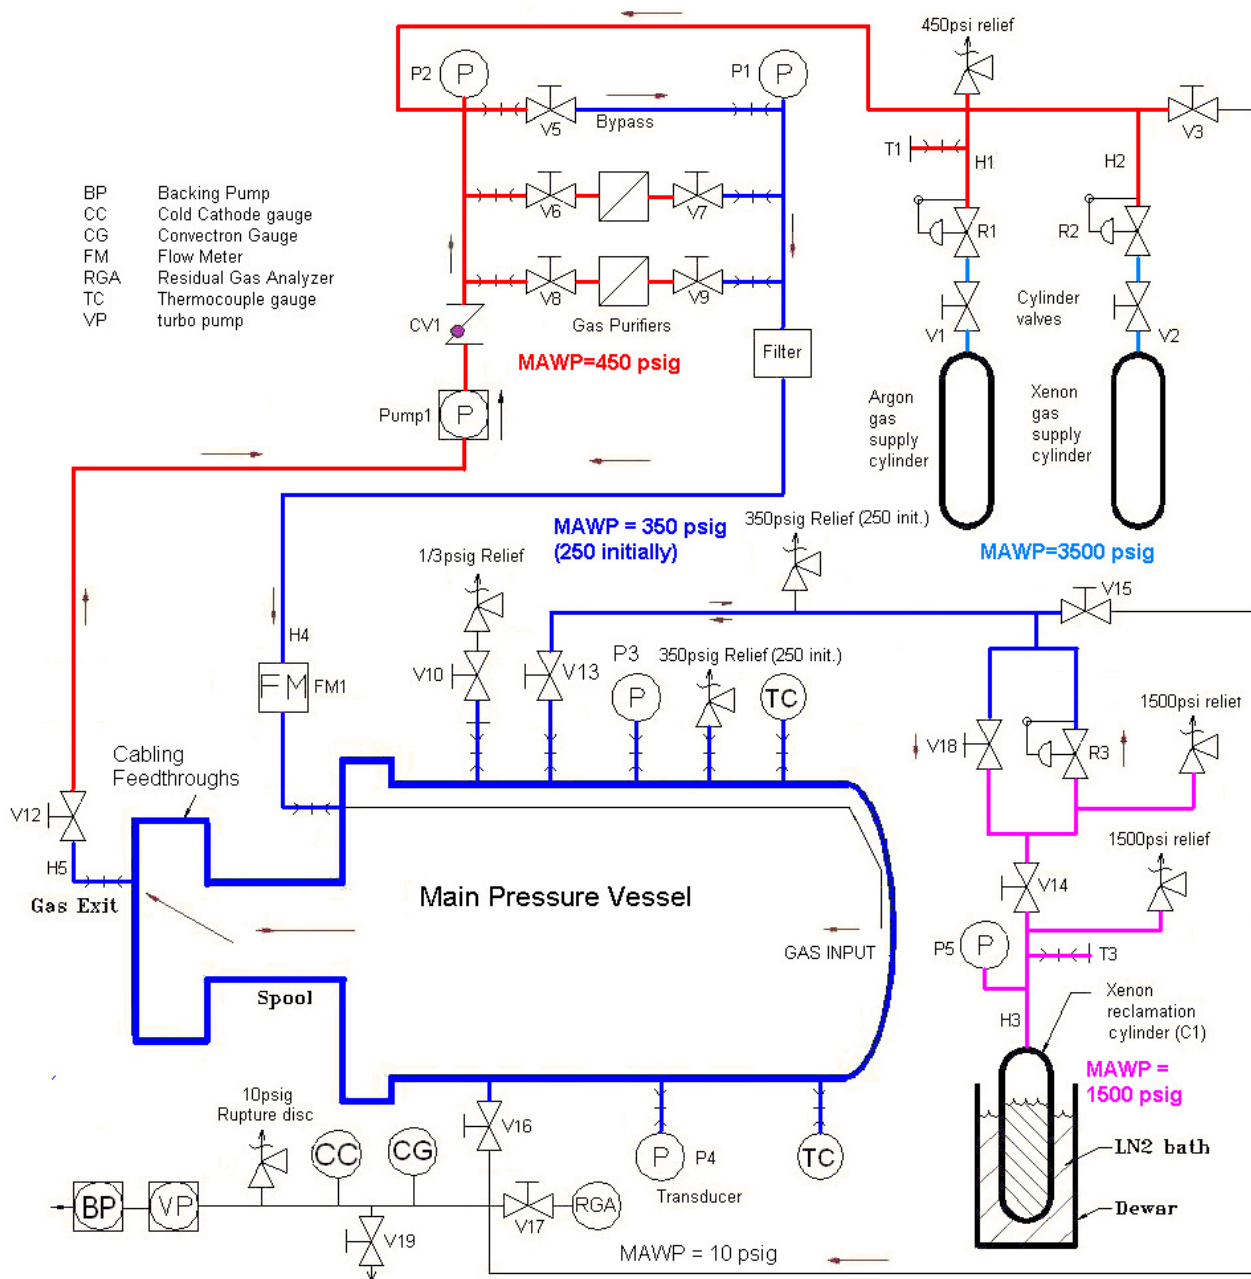 450psi relief
P2
P
P1
P
V5
Bypass
V3
T1
H1
H2
BP Backing Pump
CC Cold Cathode gauge
CG Convectron Gauge
FM Flow Meter
RGA Residual Gas Analyzer
TC Thermocouple gauge
VP turbo pump
V6
V7
R1
R2
V8
V9
Gas Purifiers
CV1
MAWP=450 psig
Filter
Cylinder
valves
V1
V2
Pump1
P
Argon
gas
supply
cylinder
Xenon
gas
supply
cylinder
350psig Relief (250 init.)
MAWP = 350 psig
(250 initially)
MAWP=3500 psig
1/3psig Relief
V15
H4
FM
FM1
V10
V13
P3
P
350psig Relief (250 init.)
TC
1500psi relief
V18
R3
Cabling
Feedthroughs
V12
H5
Gas Exit
Main Pressure Vessel
1500psi relief
V14
P5
P
T3
GAS INPUT
Spool
H3
Xenon
reclamation
cylinder (C1)
MAWP =
1500 psig
10psig
Rupture disc
CC
CG
V16
P
P4
Transducer
TC
LN2 bath
BP
VP
V17
RGA
Dewar
V19
MAWP = 10 psig